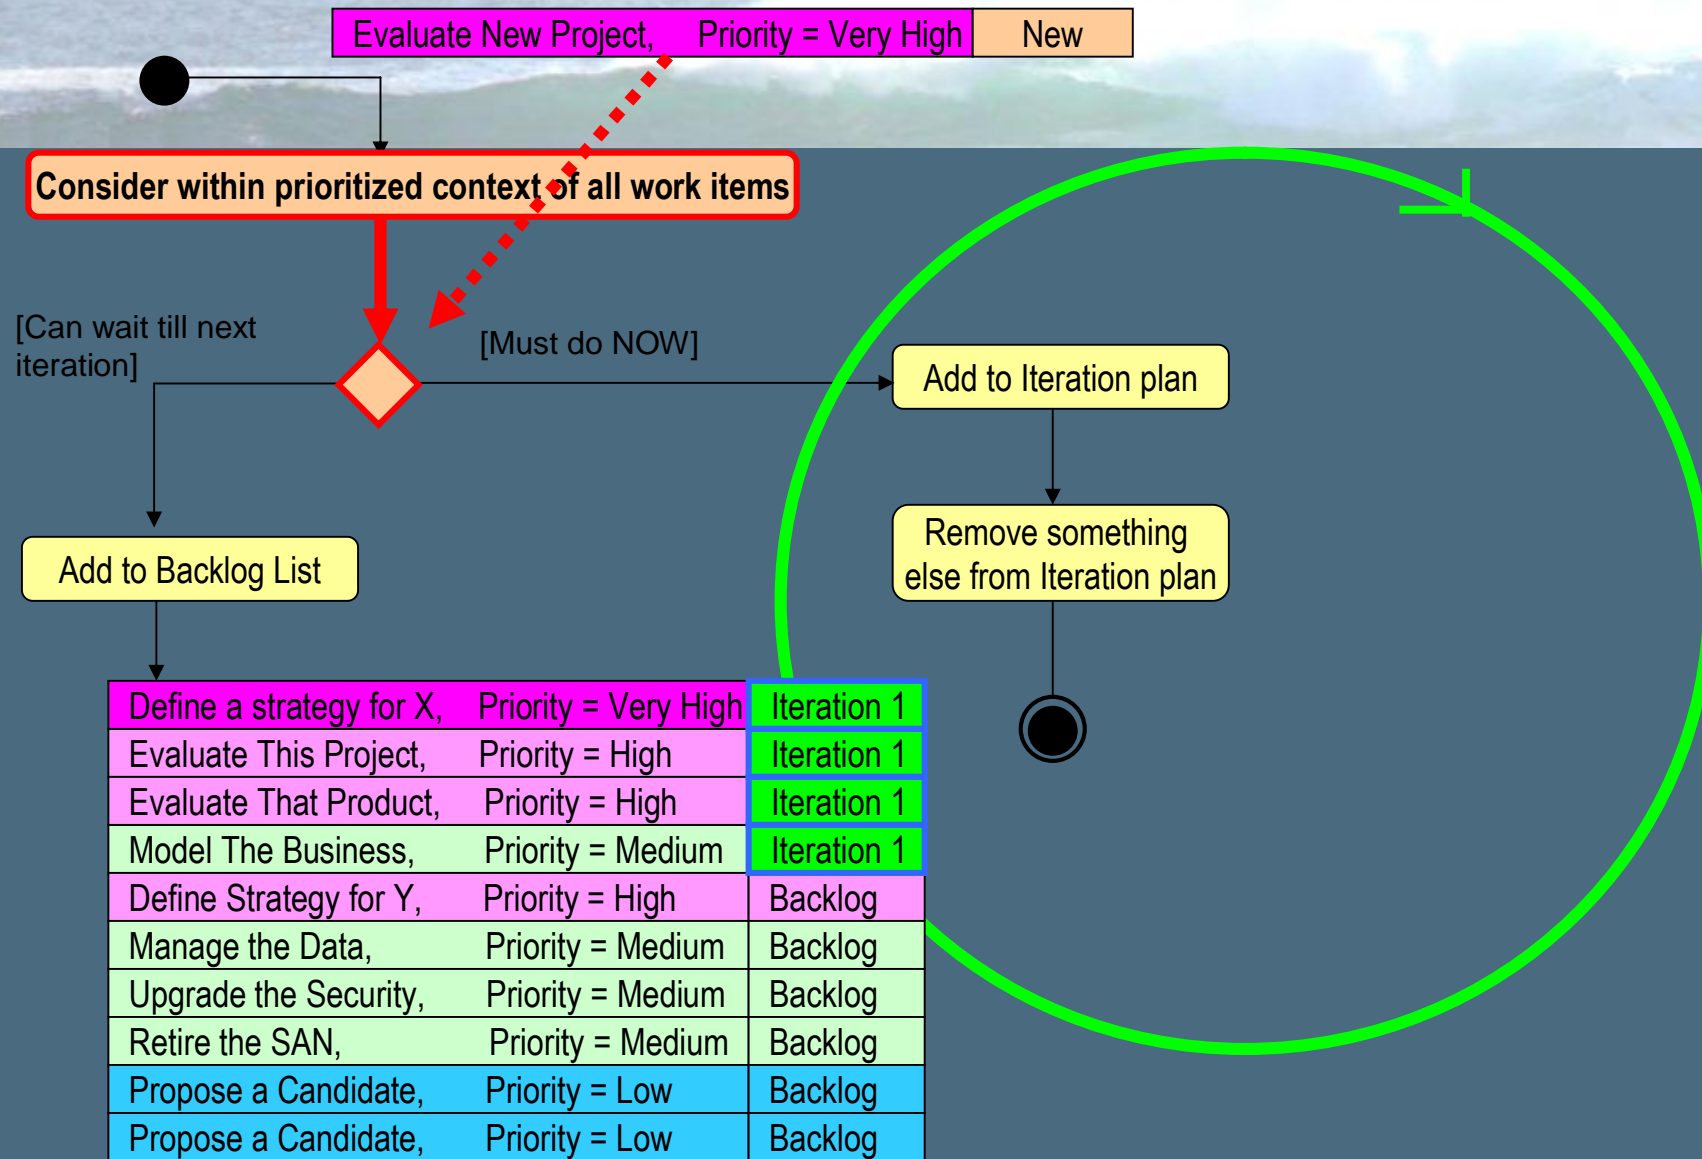 Evaluate New Project, Priority = Very High New
Consider within prioritized context of all work items
[Can wait till next
iteration]
[Must do NOW]
Add to Iteration plan
Remove something
else from Iteration plan
Add to Backlog List
Define a strategy for X, Priority = Very High Iteration 1
Evaluate This Project, Priority = High Iteration 1
Evaluate That Product, Priority = High Iteration 1
Model The Business, Priority = Medium Iteration 1
Define Strategy for Y, Priority = High Backlog
Manage the Data, Priority = Medium Backlog
Upgrade the Security, Priority = Medium Backlog
Retire the SAN, Priority = Medium Backlog
Propose a Candidate, Priority = Low Backlog
Propose a Candidate, Priority = Low Backlog